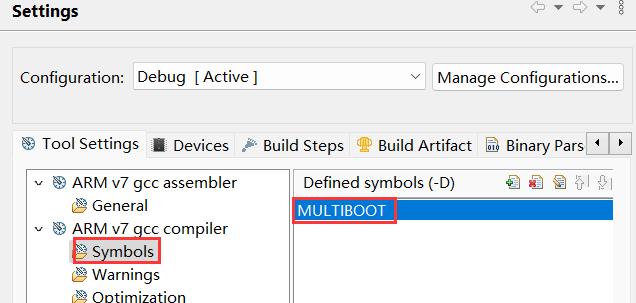 Settings
Configuration: Debug [ Active ] Manage Configurations...
Tool Settings Devices Build Steps Build Artifact Binary Pars
ARM v7 gcc assembler
General
ARM v7 gcc compiler
Symbols
Warnings
Optimization
Defined symbols (-D)
MULTIBOOT